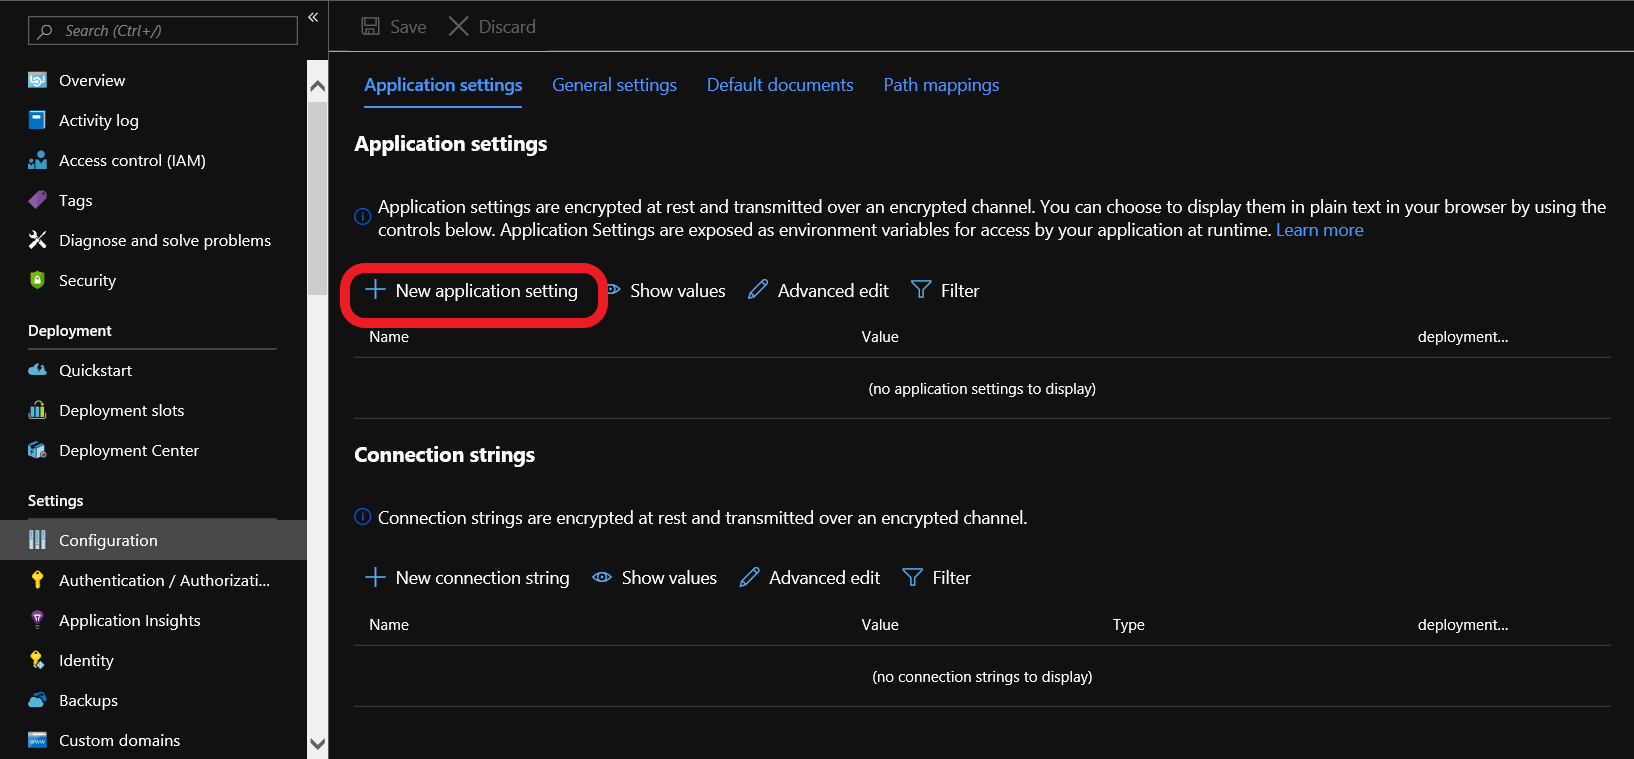 Search (Ctrl+/)
«
Overview
Activity log
Access control (IAM)
Tags
Diagnose and solve problems
Security
Deployment
Quickstart
Deployment slots
Deployment Center
Settings
Configuration
Authentication / Authorizati...
Application Insights
Identity
Backups
Custom domains
Save Discard
Application settings General settings Default documents Path mappings
Application settings
Application settings are encrypted at rest and transmitted over an encrypted channel. You can choose to display them in plain text in your browser by using the
controls below. Application Settings are exposed as environment variables for access by your application at runtime. Learn more
New application setting Show values Advanced edit Filter
Name Value deployment...
(no application settings to display)
Connection strings
Connection strings are encrypted at rest and transmitted over an encrypted channel.
New connection string Show values Advanced edit Filter
Name Value Type deployment...
(no connection strings to display)